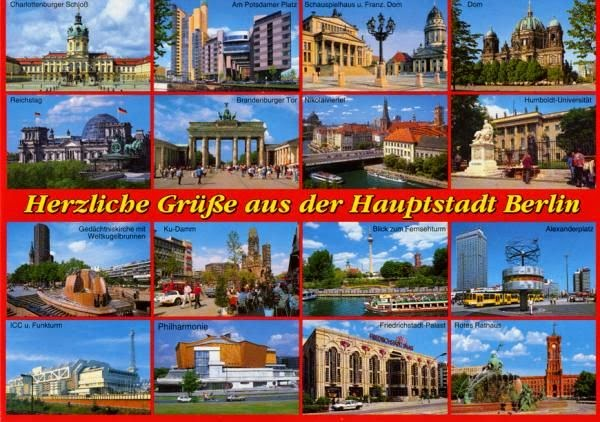 Charlottenburger Schloß
Am Potsdamer Platz
Schauspielhaus u. Franz. Dom
Dom
Reichstag
Brandenburger Tor
Nikolaiviertel
Humboldt-Universität
Herzliche Grüße aus der Hauptstadt Berlin
Gedächtniskirche mit
Weltkugelbrunnen
Ku-Damm
Blick zum Fernsehturm
Alexanderplatz
ICC u. Funkturm
Philharmonie
Friedrichstadt-Palast
FRIEDRICHSTADTPALAST
Rotes Rathaus